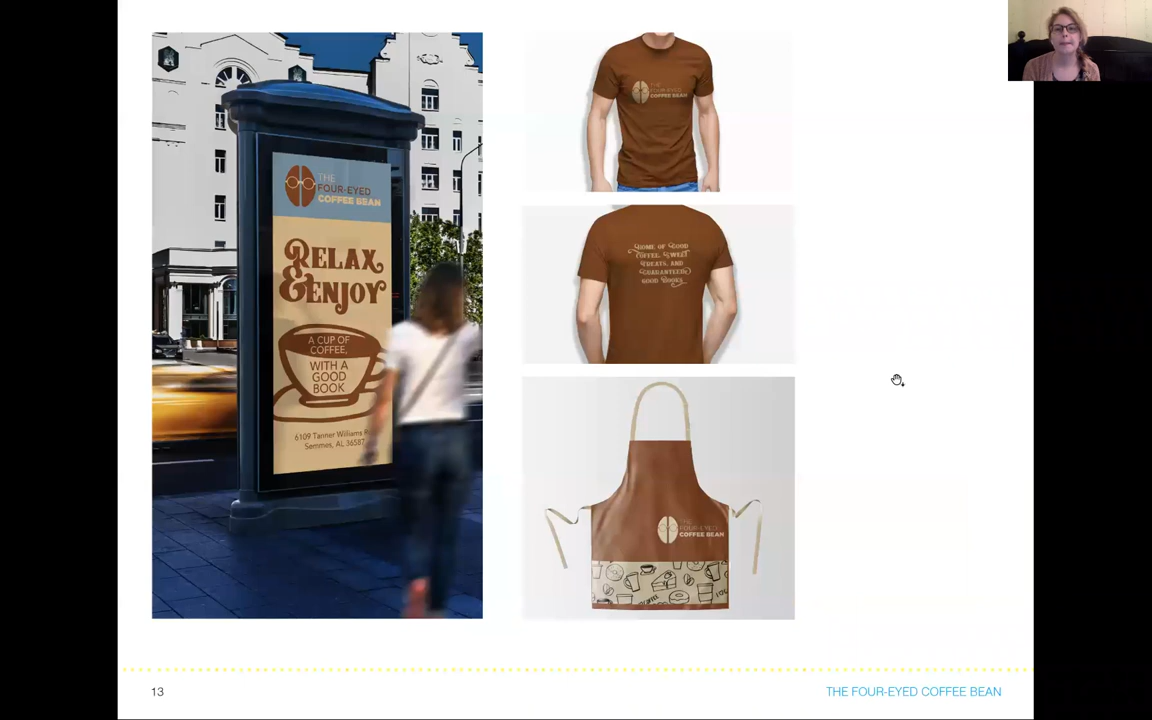 THE
FOUR-EYED
COFFEE BEAN
RELAX
&ENJOY
A CUP OF
COFFEE,
WITH A
GOOD
BOOK
6109 Tanner Williams
Semmes, AL 36587
THE
FOUR-EYED
COFFEE BEAN
HOME OF GOOD
COFFEE, SWEET
TREATS, AND
GUARANTEED
GOOD BOOKS
THE
FOUR-EYED
COFFEE BEAN
COFFEE
13
THE FOUR-EYED COFFEE BEAN